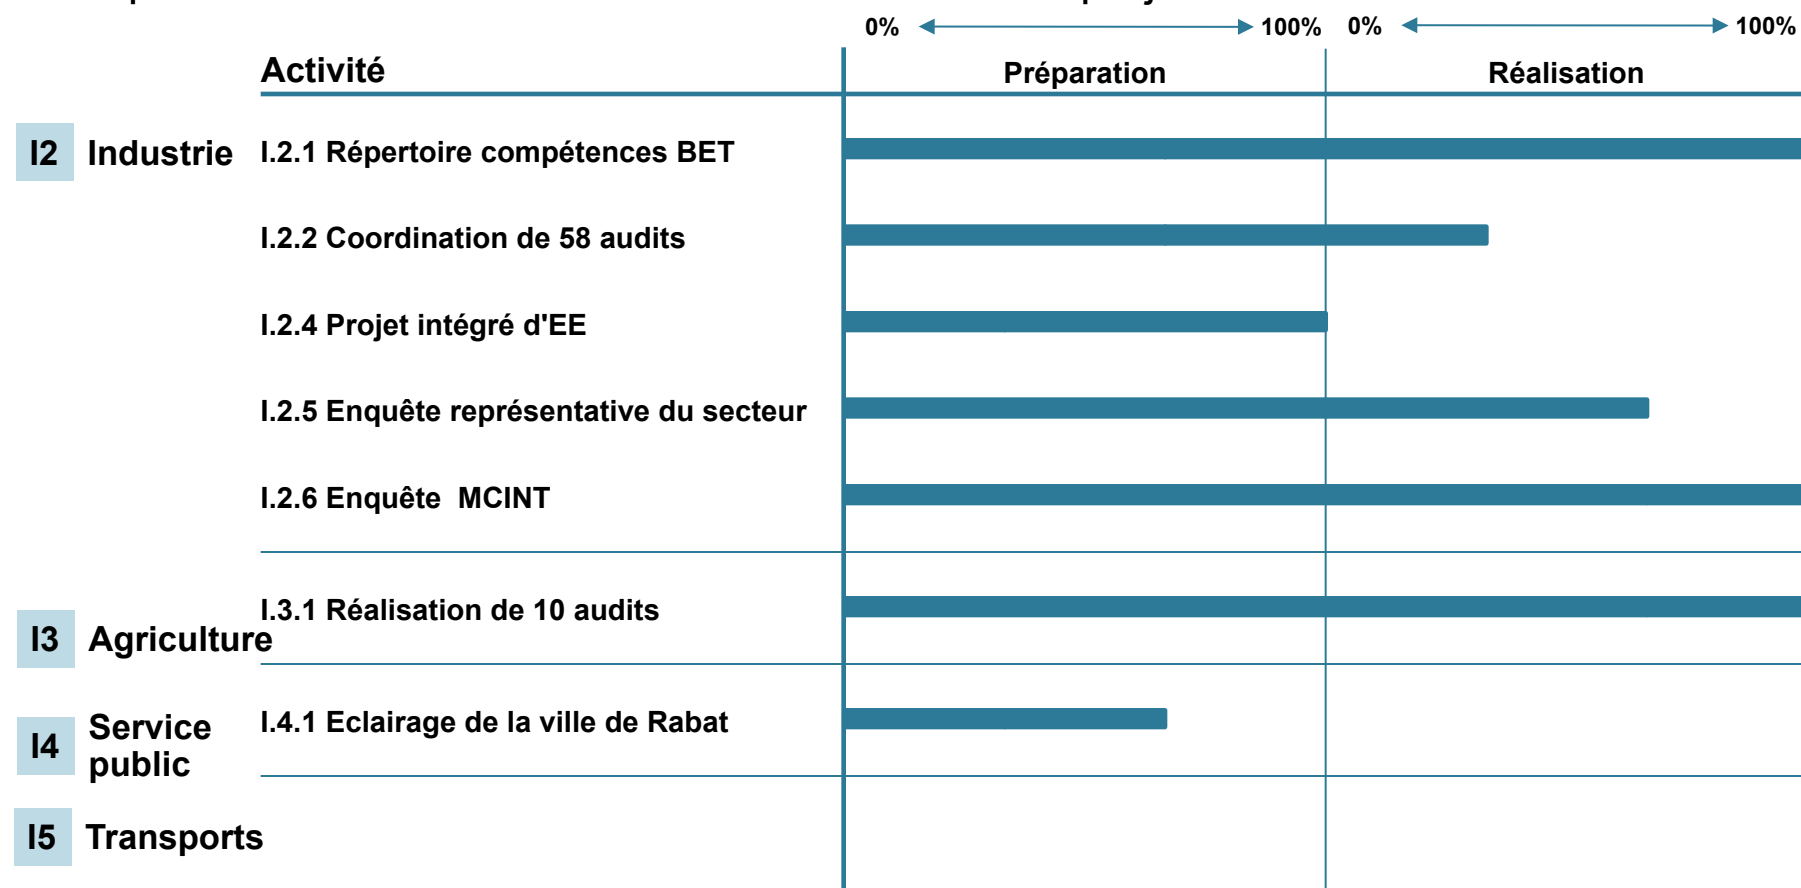 0% 100% 0% 100%
Activité Préparation Réalisation
I2 Industrie I.2.1 Répertoire compétences BET
I.2.2 Coordination de 58 audits
I.2.4 Projet intégré d'EE
I.2.5 Enquête représentative du secteur
I.2.6 Enquête MCINT
I.3.1 Réalisation de 10 audits
I3 Agriculture
I4 Service public
I.4.1 Eclairage de la ville de Rabat
I5 Transports